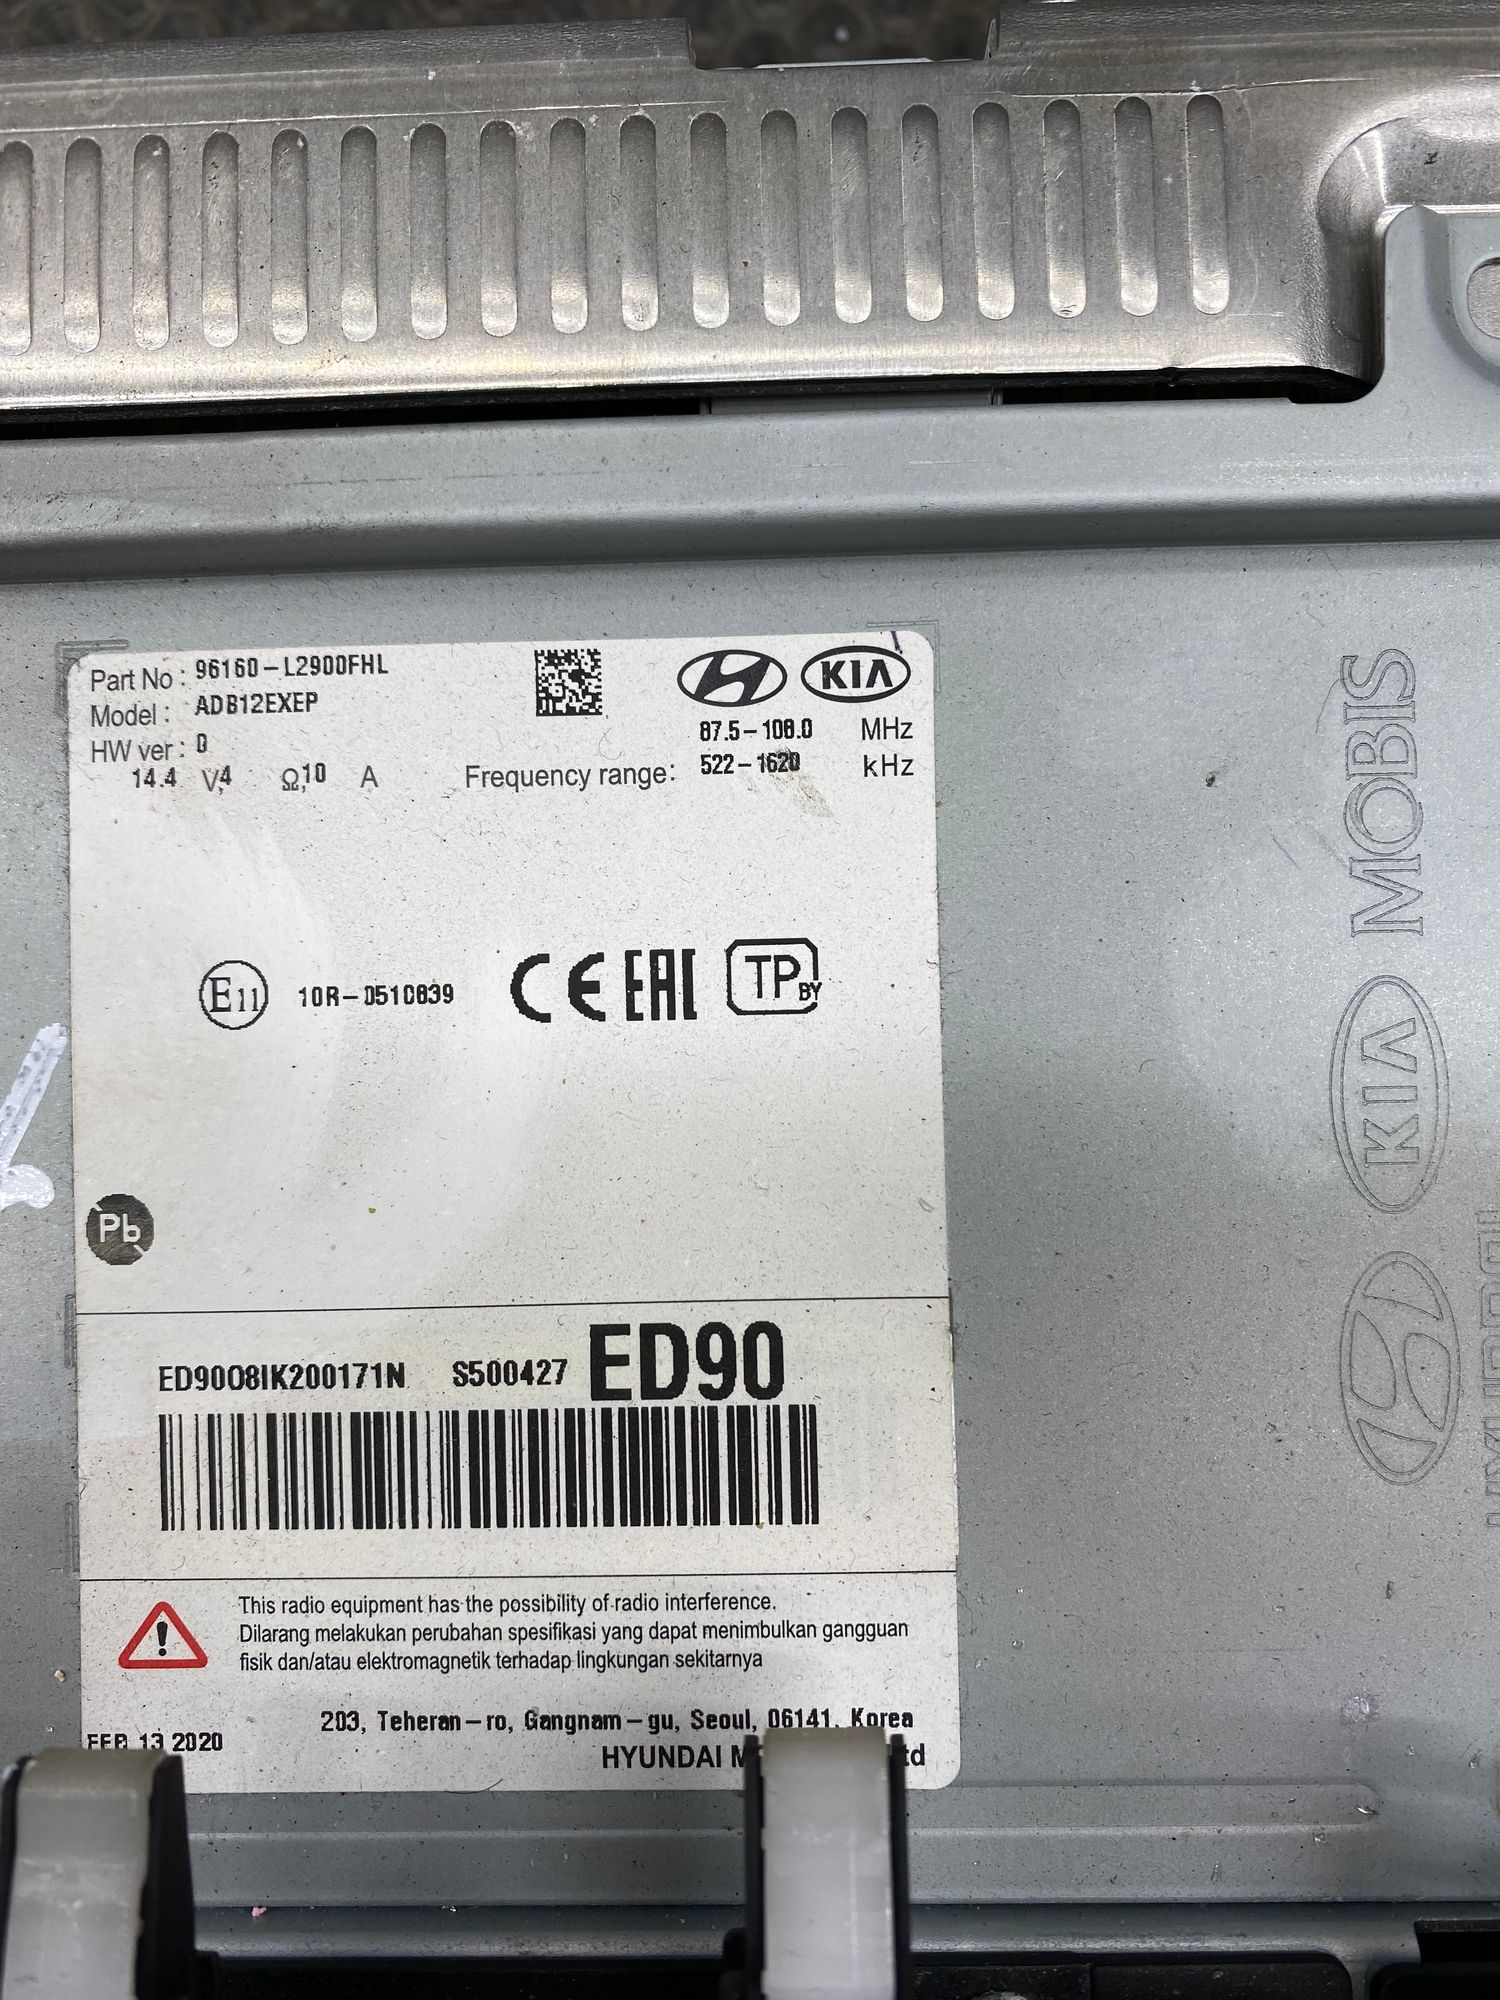 Part No : 96160-L2900FHL
Model : ADB12EXEP
HW ver : 0
14.4 V,4 Ω,10 A
KIA
87.5-108.0 MHz
Frequency range: 522-1620 kHz
E11 10R-0510839 CE EAC TP BY
Pb
ED9008IK200171N S500427 ED90
This radio equipment has the possibility of radio interference.
Dilarang melakukan perubahan spesifikasi yang dapat menimbulkan gangguan
fisik dan/atau elektromagnetik terhadap lingkungan sekitarnya
203, Teheran-ro, Gangnam-gu, Seoul, 06141, Korea
FEB 13 2020
HYUNDAI
MOBIS
KIA